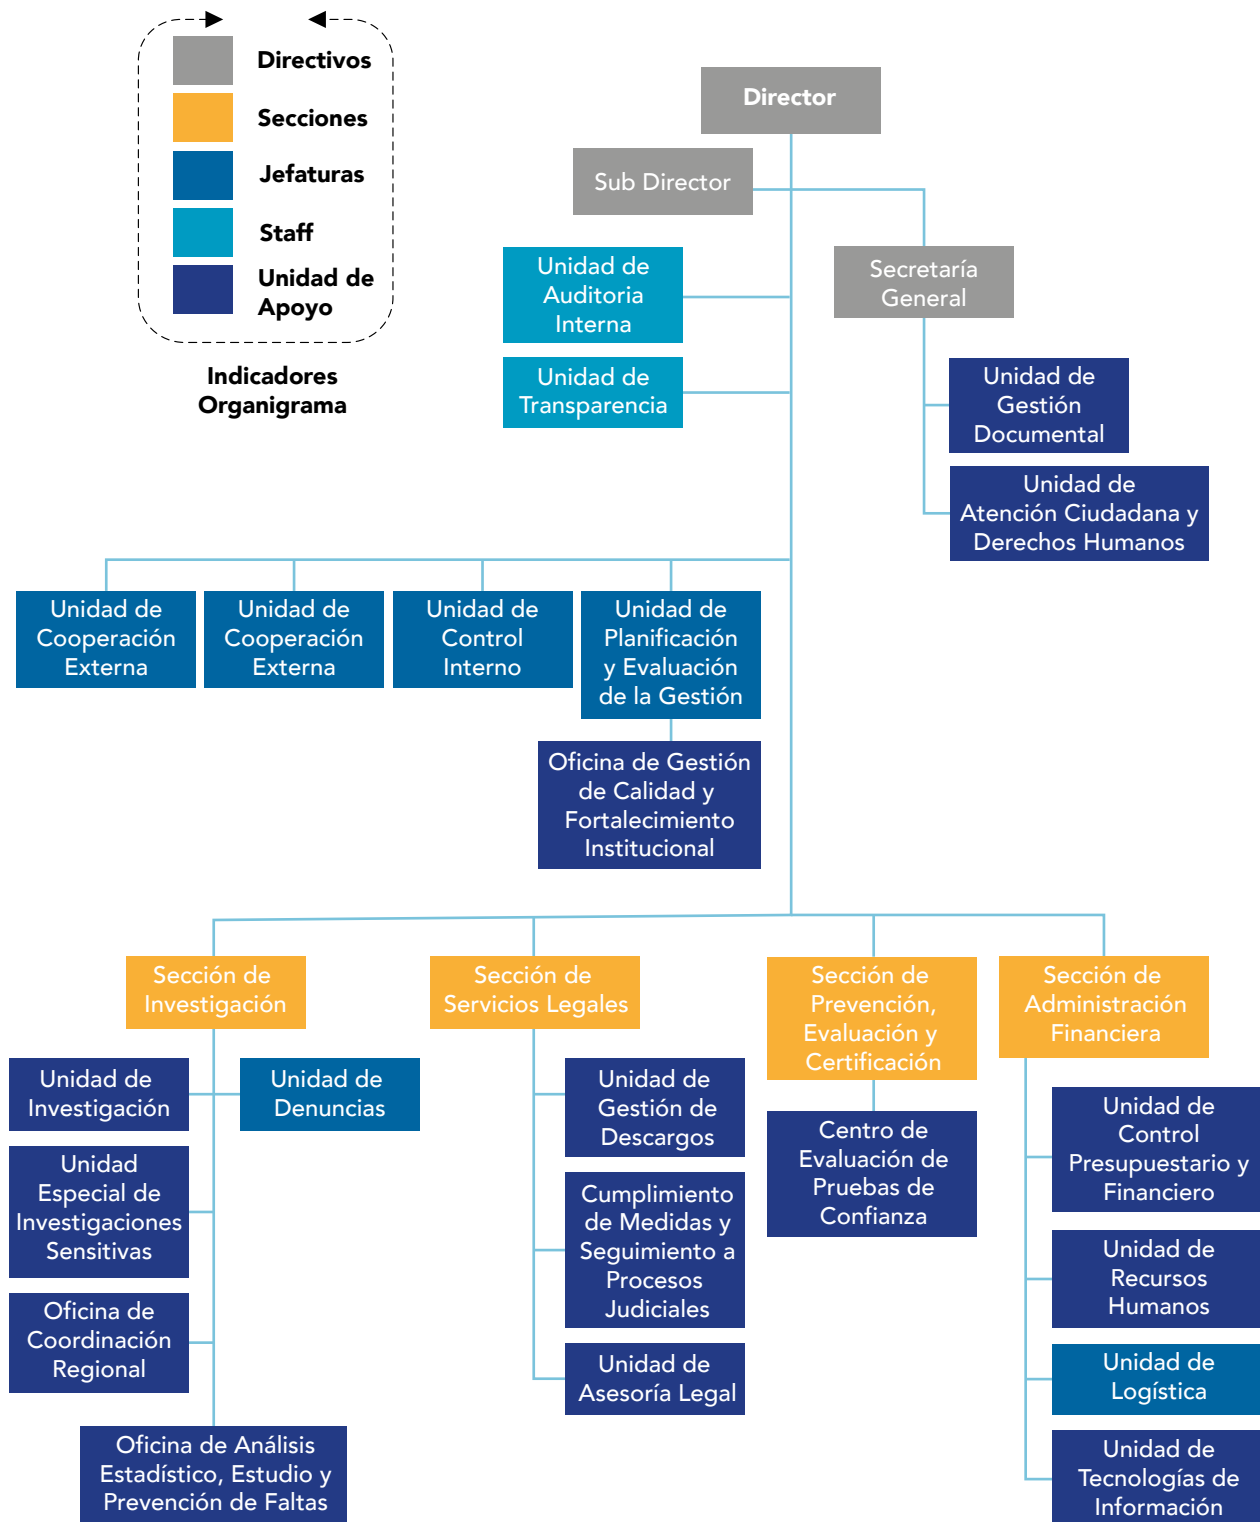 Directivos
Secciones
Jefaturas
Staff
Unidad de
Apoyo
Indicadores
Organigrama
Director
Sub Director
Secretaría
General
Unidad de
Auditoria
Interna
Unidad de
Transparencia
Unidad de
Gestión
Documental
Unidad de
Atención Ciudadana y
Derechos Humanos
Unidad de
Cooperación
Externa
Unidad de
Cooperación
Externa
Unidad de
Control
Interno
Unidad de
Planificación
y Evaluación
de la Gestión
Oficina de Gestión
de Calidad y
Fortalecimiento
Institucional
Sección de
Investigación
Unidad de
Investigación
Unidad de
Denuncias
Unidad
Especial de
Investigaciones
Sensitivas
Oficina de
Coordinación
Regional
Oficina de Análisis
Estadístico, Estudio y
Prevención de Faltas
Sección de
Servicios Legales
Unidad de
Gestión de
Descargos
Cumplimiento
de Medidas y
Seguimiento a
Procesos
Judiciales
Unidad de
Asesoría Legal
Sección de
Prevención,
Evaluación y
Certificación
Centro de
Evaluación de
Pruebas de
Confianza
Sección de
Administración
Financiera
Unidad de
Control
Presupuestario y
Financiero
Unidad de
Recursos
Humanos
Unidad de
Logística
Unidad de
Tecnologías de
Información